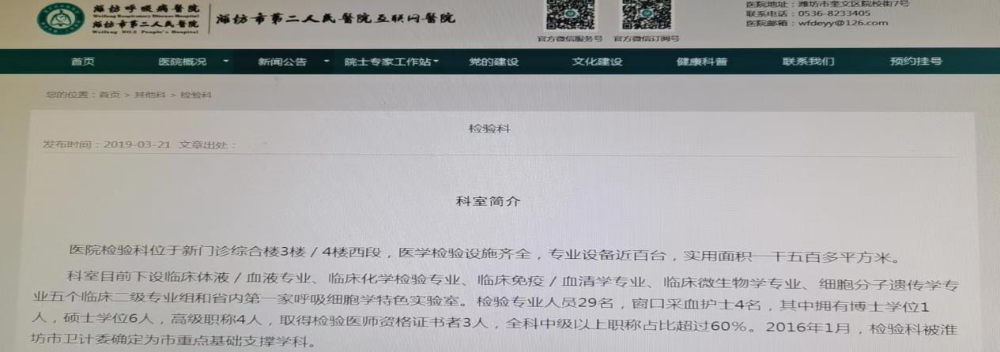 潍坊呼吸病醫院
Weifang Respiratory Disease Hospital
潍坊市第二人民醫院
Weifang NO.2 People's Hospital
潍坊市第二人民醫院互联网醫院
官方微信服务号 官方微信订阅号
医院地址：潍坊市奎文区院校街7号
联系电话：0536-8233405
医院邮箱：wfdeyy@126.com
首页 医院概况 新闻公告 院士专家工作站 党的建设 文化建设 健康科普 联系我们 预约挂号
您的位置：首页 > 其他科 > 检验科
检验科
发布时间：2019-03-21 文章出处：
科室简介
医院检验科位于新门诊综合楼3楼/4楼西段，医学检验设施齐全，专业设备近百台，实用面积一千五百多平方米。
科室目前下设临床体液/血液专业、临床化学检验专业、临床免疫/血清学专业、临床微生物学专业、细胞分子遗传学专
业五个临床二级专业组和省内第一家呼吸细胞学特色实验室。检验专业人员29名，窗口采血护士4名，其中拥有博士学位1
人，硕士学位6人，高级职称4人，取得检验医师资格证书者3人，全科中级以上职称占比超过60%。2016年1月，检验科被淮
坊市卫计委确定为市重点基础支撑学科。